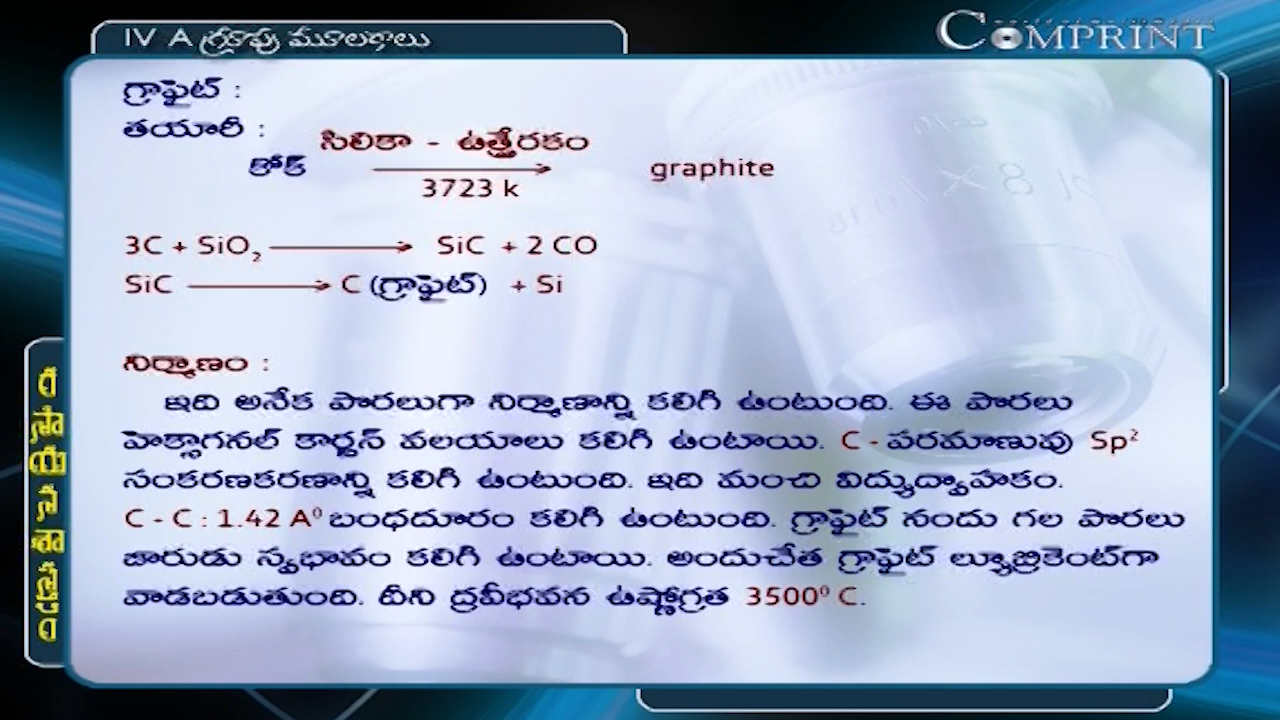 IV A గ్రూపు మూలకాలు
COMPRINT
గ్రాఫైట్ :
తయారీ :
సిలికా - ఉత్ప్రేరకం
కోక్ ⟶ graphite
3723 k
3C + SiO₂ ⟶ SiC + 2 CO
SiC ⟶ C (గ్రాఫైట్) + Si
నిర్మాణం :
ఇది అనేక పొరలుగా నిర్మాణాన్ని కలిగి ఉంటుంది. ఈ పొరలు
హెక్సాగనల్ కార్బన్ వలయాలు కలిగి ఉంటాయి. C - పరమాణువు Sp²
సంకరణకరణాన్ని కలిగి ఉంటుంది. ఇది మంచి విద్యుద్వాహకం.
C - C : 1.42 A⁰ బంధదూరం కలిగి ఉంటుంది. గ్రాఫైట్ నందు గల పొరలు
జారుడు స్వభావం కలిగి ఉంటాయి. అందుచేత గ్రాఫైట్ ల్యూబ్రికెంట్‌గా
వాడబడుతుంది. దీని ద్రవీభవన ఉష్ణోగ్రత 3500⁰ C.
రసాయన శాస్త్రం